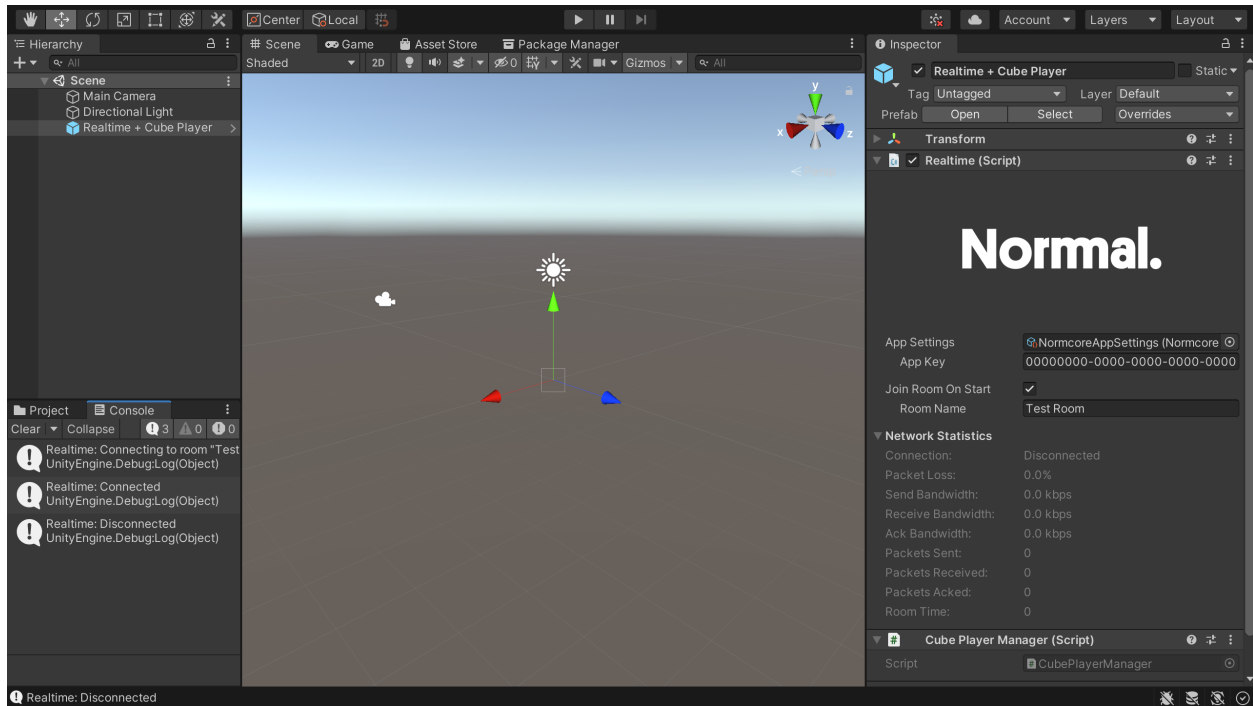 Center
Local
Account
Layers
Layout
Hierarchy
All
Scene
Main Camera
Directional Light
Realtime + Cube Player
Scene
Game
Asset Store
Package Manager
Shaded
2D
0
Gizmos
All
y
x
z
Project
Console
Clear
Collapse
3
0
0
Realtime: Connecting to room "Test
UnityEngine.Debug:Log(Object)
Realtime: Connected
UnityEngine.Debug:Log(Object)
Realtime: Disconnected
UnityEngine.Debug:Log(Object)
Inspector
Realtime + Cube Player
Static
Tag Untagged
Layer Default
Prefab
Open
Select
Overrides
Transform
Realtime (Script)
Normal.
App Settings
NormcoreAppSettings (Normcore
App Key
00000000-0000-0000-0000-0000
Join Room On Start
Room Name
Test Room
Network Statistics
Connection: Disconnected
Packet Loss: 0.0%
Send Bandwidth: 0.0 kbps
Receive Bandwidth: 0.0 kbps
Ack Bandwidth: 0.0 kbps
Packets Sent: 0
Packets Received: 0
Packets Acked: 0
Room Time: 0
# Cube Player Manager (Script)
Script
CubePlayerManager
Realtime: Disconnected